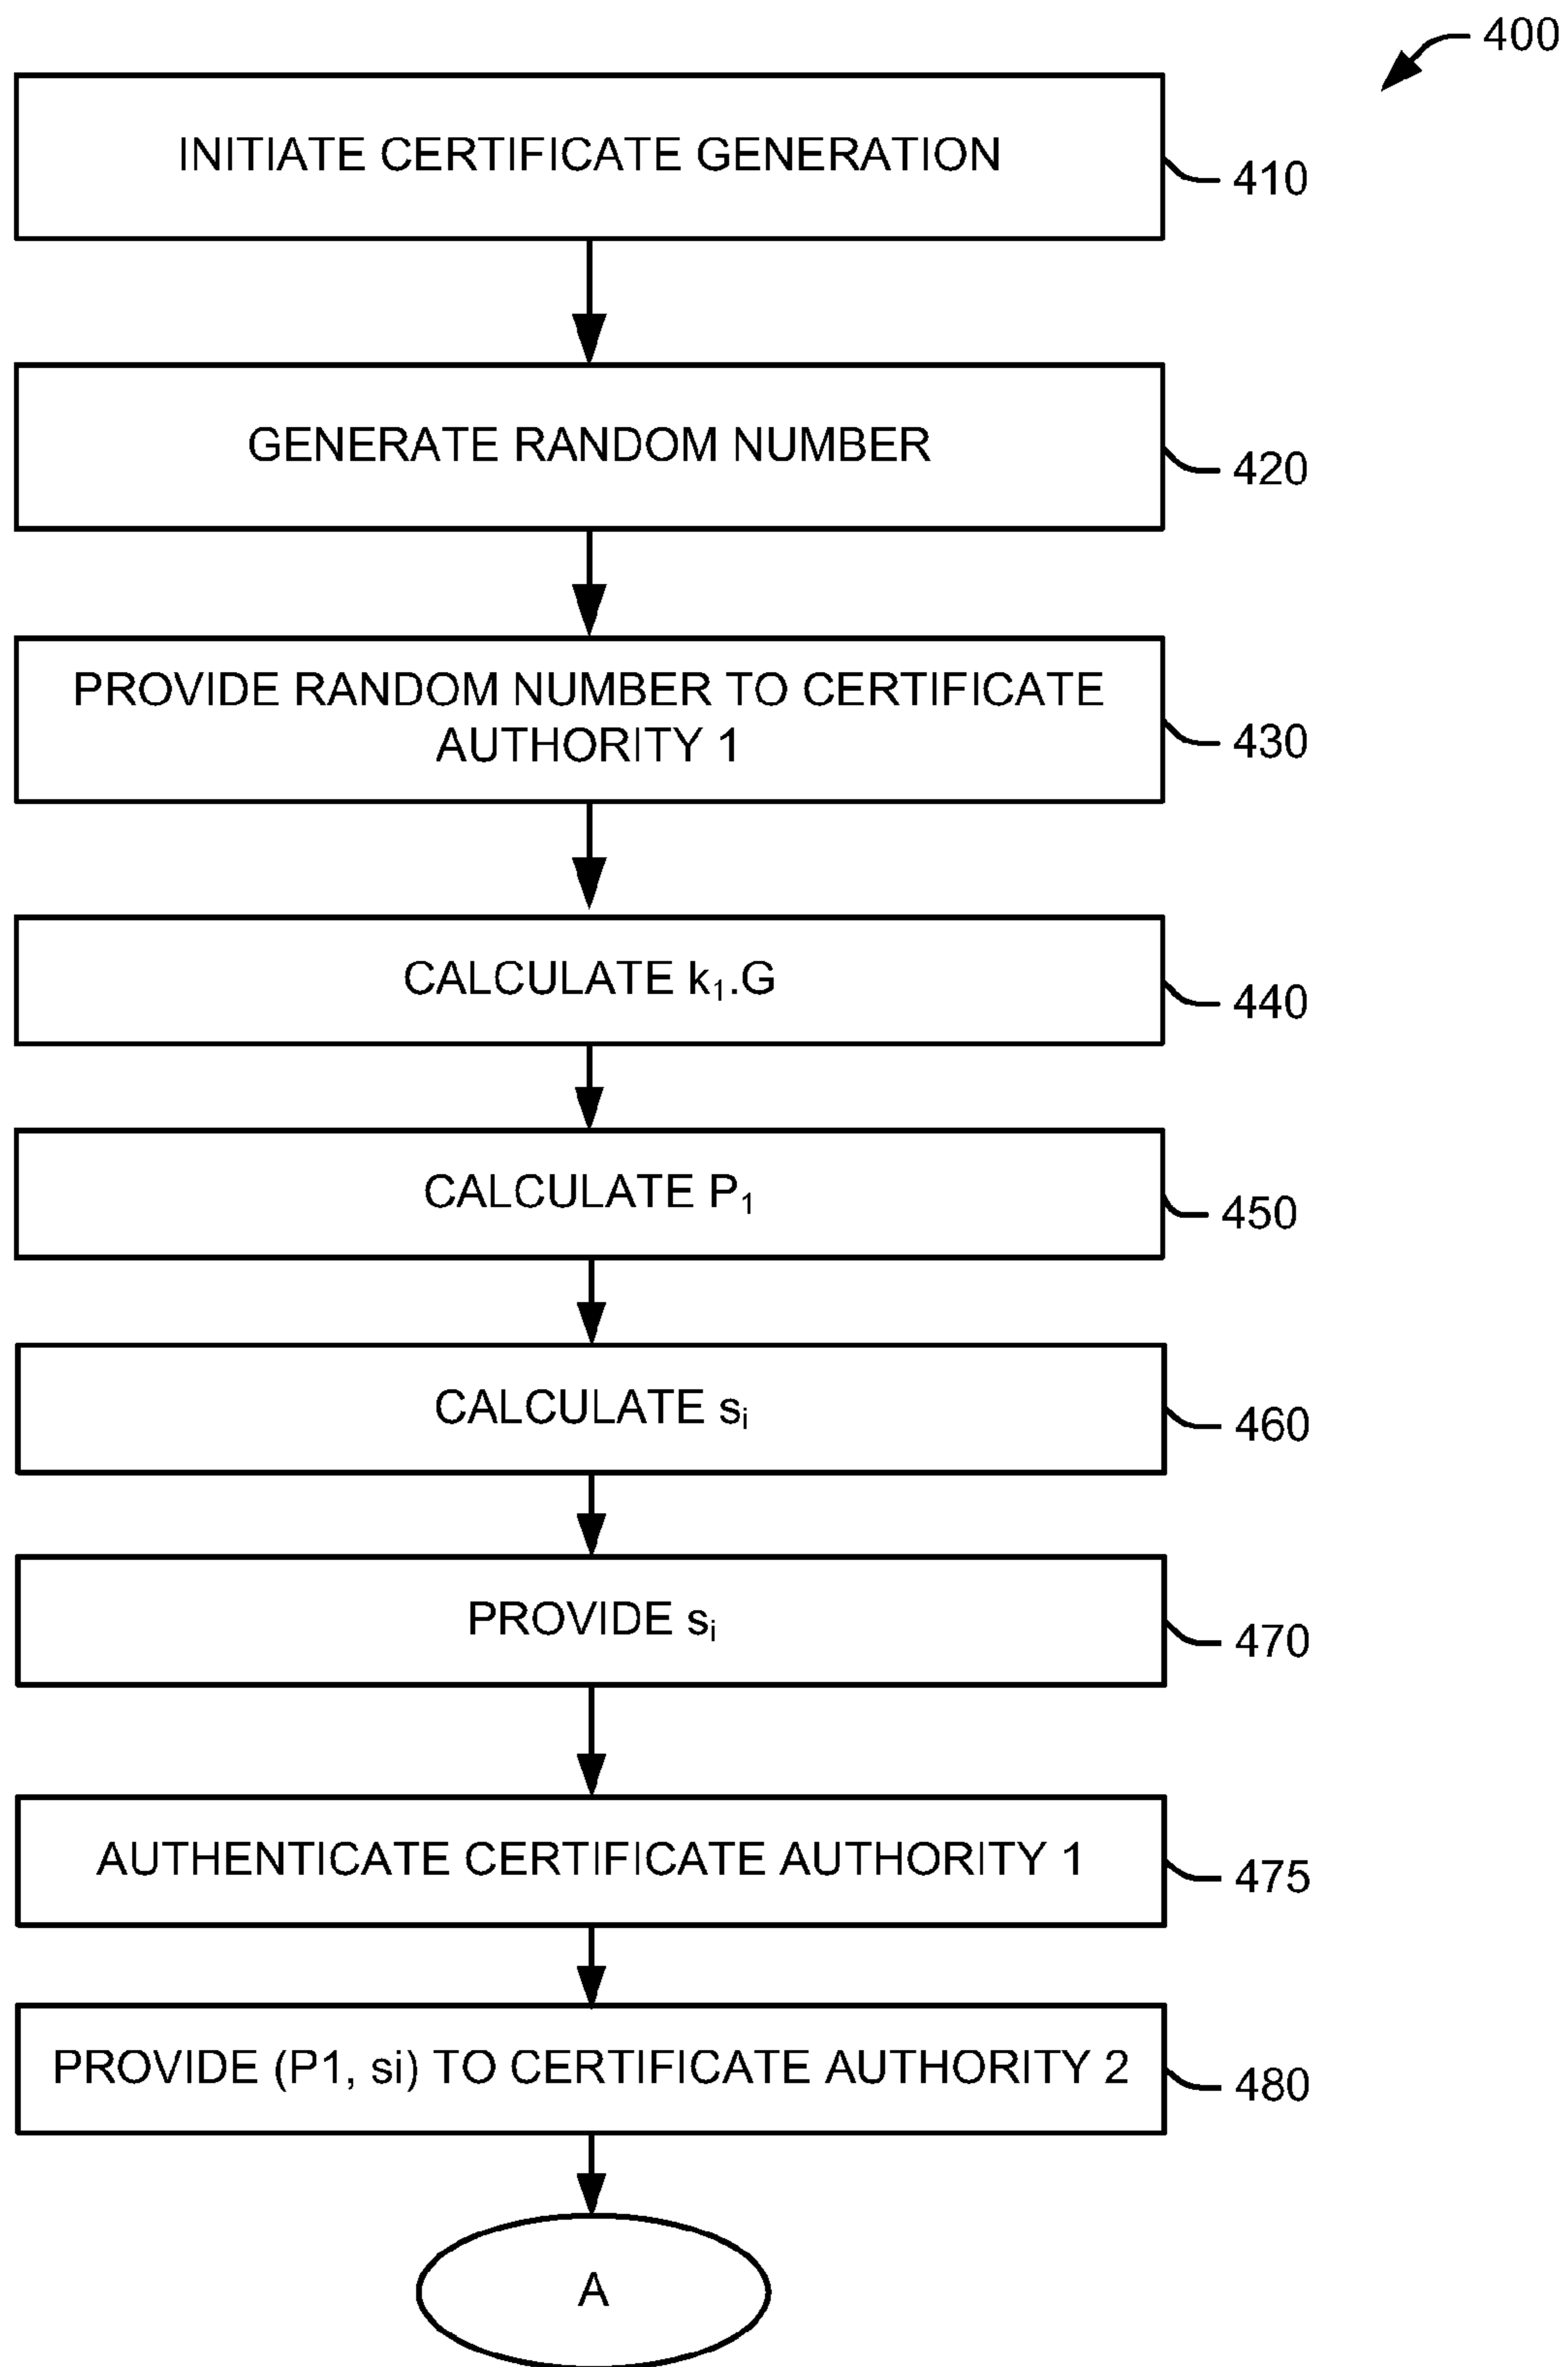 400
INITIATE CERTIFICATE GENERATION
410
GENERATE RANDOM NUMBER
420
PROVIDE RANDOM NUMBER TO CERTIFICATE
AUTHORITY 1
430
CALCULATE k₁.G
440
CALCULATE P₁
450
CALCULATE sᵢ
460
PROVIDE sᵢ
470
AUTHENTICATE CERTIFICATE AUTHORITY 1
475
PROVIDE (P1, si) TO CERTIFICATE AUTHORITY 2
480
A